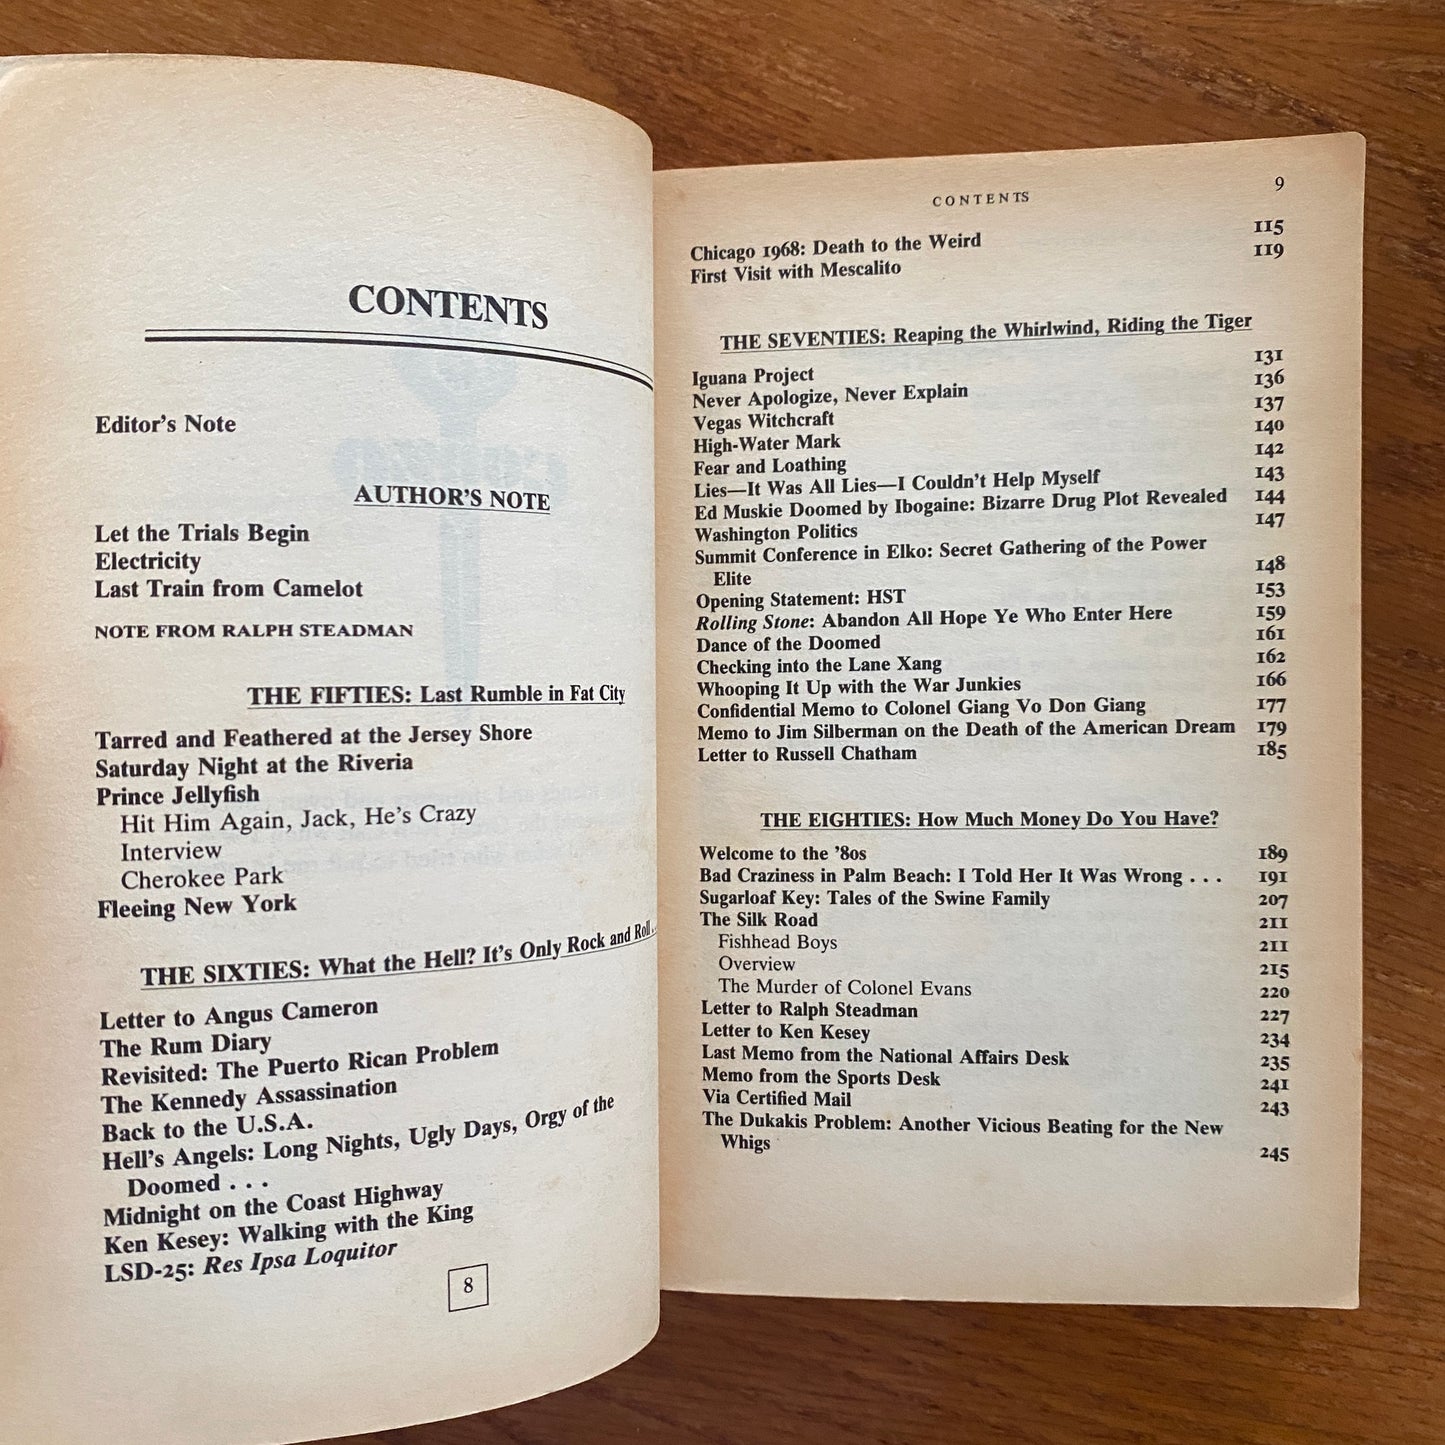 CONTENTS
Editor's Note
AUTHOR'S NOTE
Let the Trials Begin
Electricity
Last Train from Camelot
NOTE FROM RALPH STEADMAN
THE FIFTIES: Last Rumble in Fat City
Tarred and Feathered at the Jersey Shore
Saturday Night at the Riveria
Prince Jellyfish
Hit Him Again, Jack, He's Crazy
Interview
Cherokee Park
Fleeing New York
THE SIXTIES: What the Hell? It's Only Rock and Roll . .
Letter to Angus Cameron
The Rum Diary
Revisited: The Puerto Rican Problem
The Kennedy Assassination
Back to the U.S.A.
Hell's Angels: Long Nights, Ugly Days, Orgy of the
Doomed . . .
Midnight on the Coast Highway
Ken Kesey: Walking with the King
LSD-25: Res Ipsa Loquitor
8
CONTENTS 9
Chicago 1968: Death to the Weird 115
First Visit with Mescalito 119
THE SEVENTIES: Reaping the Whirlwind, Riding the Tiger
Iguana Project 131
Never Apologize, Never Explain 136
Vegas Witchcraft 137
High-Water Mark 140
Fear and Loathing 142
Lies—It Was All Lies—I Couldn't Help Myself 143
Ed Muskie Doomed by Ibogaine: Bizarre Drug Plot Revealed 144
Washington Politics 147
Summit Conference in Elko: Secret Gathering of the Power
Elite 148
Opening Statement: HST 153
Rolling Stone: Abandon All Hope Ye Who Enter Here 159
Dance of the Doomed 161
Checking into the Lane Xang 162
Whooping It Up with the War Junkies 166
Confidential Memo to Colonel Giang Vo Don Giang 177
Memo to Jim Silberman on the Death of the American Dream 179
Letter to Russell Chatham 185
THE EIGHTIES: How Much Money Do You Have?
Welcome to the '80s 189
Bad Craziness in Palm Beach: I Told Her It Was Wrong . . . 191
Sugarloaf Key: Tales of the Swine Family 207
The Silk Road 211
Fishhead Boys 211
Overview 215
The Murder of Colonel Evans 220
Letter to Ralph Steadman 227
Letter to Ken Kesey 234
Last Memo from the National Affairs Desk 235
Memo from the Sports Desk 241
Via Certified Mail 243
The Dukakis Problem: Another Vicious Beating for the New
Whigs 245